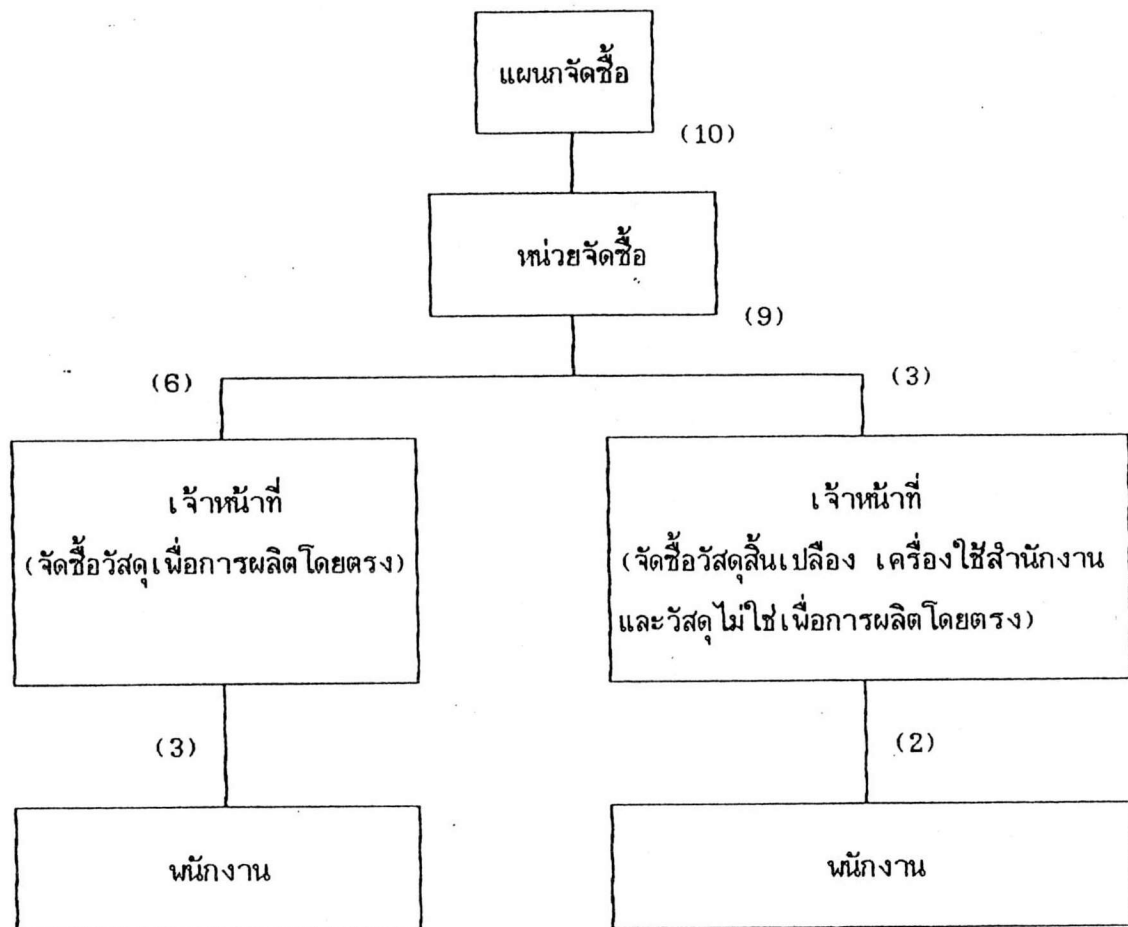 แผนกจัดซื้อ
(10)
หน่วยจัดซื้อ
(9)
(6)
(3)
เจ้าหน้าที่
(จัดซื้อวัสดุเพื่อการผลิตโดยตรง)
เจ้าหน้าที่
(จัดซื้อวัสดุสิ้นเปลือง เครื่องใช้สำนักงาน
และวัสดุไม่ใช่เพื่อการผลิตโดยตรง)
(3)
(2)
พนักงาน
พนักงาน